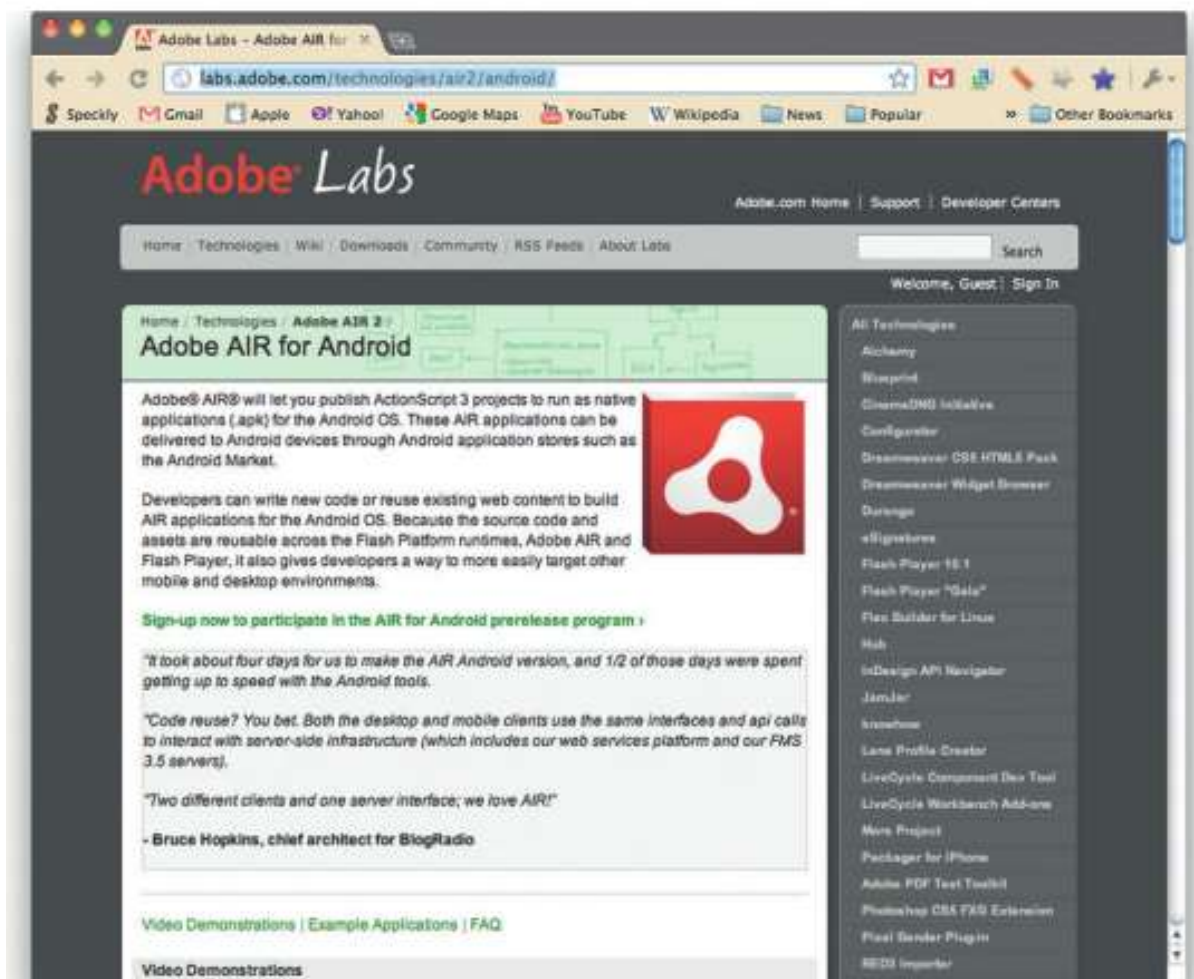 Adobe Labs - Adobe AIR for
labs.adobe.com/technologies/air2/android/
Speckly Gmail Apple Yahoo! Google Maps YouTube Wikipedia News Popular » Other Bookmarks
Adobe Labs
Adobe.com Home | Support | Developer Centers
Home Technologies Wiki Downloads Community RSS Feeds About Labs
Search
Welcome, Guest | Sign In
Home / Technologies / Adobe AIR 2 /
Adobe AIR for Android
Adobe® AIR® will let you publish ActionScript 3 projects to run as native
applications (.apk) for the Android OS. These AIR applications can be
delivered to Android devices through Android application stores such as
the Android Market.
Developers can write new code or reuse existing web content to build
AIR applications for the Android OS. Because the source code and
assets are reusable across the Flash Platform runtimes, Adobe AIR and
Flash Player, it also gives developers a way to more easily target other
mobile and desktop environments.
Sign-up now to participate in the AIR for Android prerelease program ›
"It took about four days for us to make the AIR Android version, and 1/2 of those days were spent
getting up to speed with the Android tools.
"Code reuse? You bet. Both the desktop and mobile clients use the same interfaces and api calls
to interact with server-side infrastructure (which includes our web services platform and our FMS
3.5 servers).
"Two different clients and one server interface; we love AIR!"
- Bruce Hopkins, chief architect for BlogRadio
Video Demonstrations | Example Applications | FAQ
Video Demonstrations
All Technologies
Alchemy
Blueprint
CinemaDNG Initiative
Configurator
Dreamweaver CS5 HTML5 Pack
Dreamweaver Widget Browser
Durango
eSignatures
Flash Player 10.1
Flash Player "Gala"
Flex Builder for Linux
Hub
InDesign API Navigator
JamJar
knowhow
Lens Profile Creator
LiveCycle Component Dev Tool
LiveCycle Workbench Add-ons
Mars Project
Packager for iPhone
Adobe PDF Test Toolkit
Photoshop CS5 FXG Extension
Pixel Bender Plugin
REDS Importer